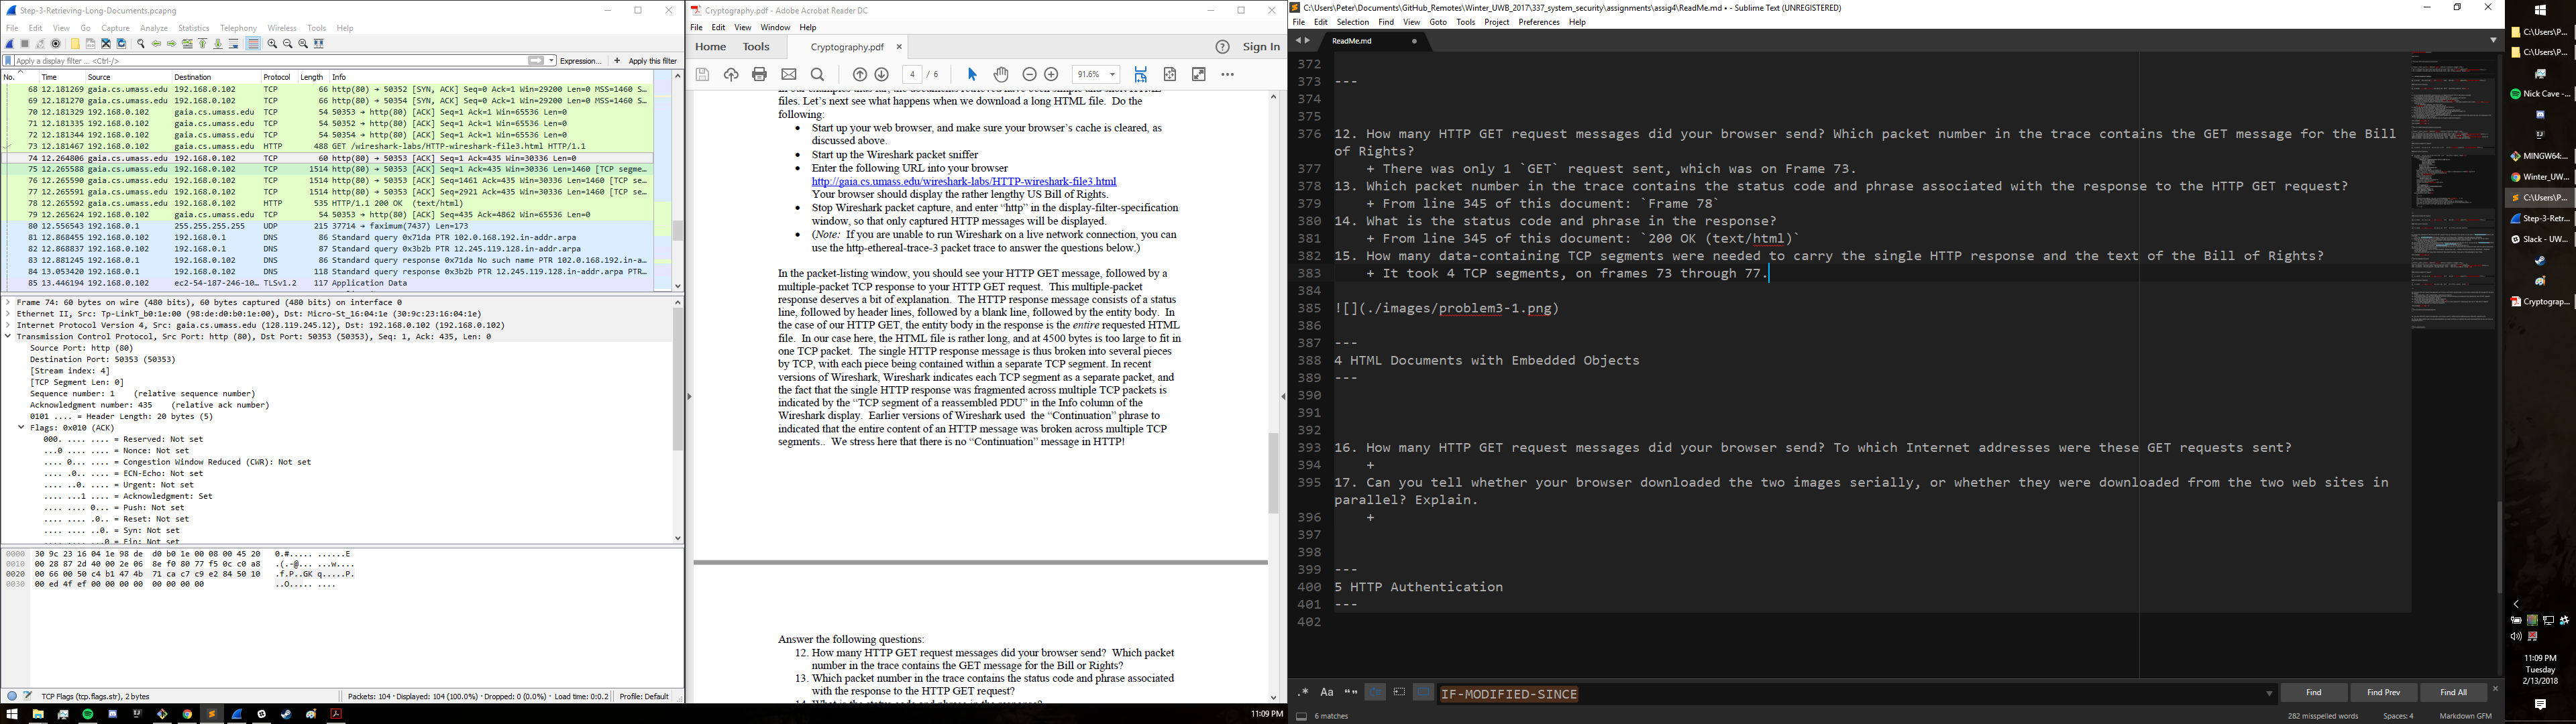 Step-3-Retrieving-Long-Documents.pcapng
File Edit View Go Capture Analyze Statistics Telephony Wireless Tools Help
Apply a display filter ... <Ctrl-/>
Expression... + Apply this filter
No. Time Source Destination Protocol Length Info
68 12.181269 gaia.cs.umass.edu 192.168.0.102 TCP 66 http(80) → 50352 [SYN, ACK] Seq=0 Ack=1 Win=29200 Len=0 MSS=1460 S…
69 12.181270 gaia.cs.umass.edu 192.168.0.102 TCP 66 http(80) → 50354 [SYN, ACK] Seq=0 Ack=1 Win=29200 Len=0 MSS=1460 S…
70 12.181329 192.168.0.102 gaia.cs.umass.edu TCP 54 50353 → http(80) [ACK] Seq=1 Ack=1 Win=65536 Len=0
71 12.181335 192.168.0.102 gaia.cs.umass.edu TCP 54 50352 → http(80) [ACK] Seq=1 Ack=1 Win=65536 Len=0
72 12.181344 192.168.0.102 gaia.cs.umass.edu TCP 54 50354 → http(80) [ACK] Seq=1 Ack=1 Win=65536 Len=0
73 12.181467 192.168.0.102 gaia.cs.umass.edu HTTP 488 GET /wireshark-labs/HTTP-wireshark-file3.html HTTP/1.1
74 12.264806 gaia.cs.umass.edu 192.168.0.102 TCP 60 http(80) → 50353 [ACK] Seq=1 Ack=435 Win=30336 Len=0
75 12.265588 gaia.cs.umass.edu 192.168.0.102 TCP 1514 http(80) → 50353 [ACK] Seq=1 Ack=435 Win=30336 Len=1460 [TCP segme…
76 12.265590 gaia.cs.umass.edu 192.168.0.102 TCP 1514 http(80) → 50353 [ACK] Seq=1461 Ack=435 Win=30336 Len=1460 [TCP se…
77 12.265591 gaia.cs.umass.edu 192.168.0.102 TCP 1514 http(80) → 50353 [ACK] Seq=2921 Ack=435 Win=30336 Len=1460 [TCP se…
78 12.265592 gaia.cs.umass.edu 192.168.0.102 HTTP 535 HTTP/1.1 200 OK (text/html)
79 12.265624 192.168.0.102 gaia.cs.umass.edu TCP 54 50353 → http(80) [ACK] Seq=435 Ack=4862 Win=65536 Len=0
80 12.556543 192.168.0.1 255.255.255.255 UDP 215 37714 → faximum(7437) Len=173
81 12.868455 192.168.0.102 192.168.0.1 DNS 86 Standard query 0x71da PTR 102.0.168.192.in-addr.arpa
82 12.868837 192.168.0.102 192.168.0.1 DNS 87 Standard query 0x3b2b PTR 12.245.119.128.in-addr.arpa
83 12.881245 192.168.0.1 192.168.0.102 DNS 86 Standard query response 0x71da No such name PTR 102.0.168.192.in-a…
84 13.053420 192.168.0.1 192.168.0.102 DNS 118 Standard query response 0x3b2b PTR 12.245.119.128.in-addr.arpa PTR…
85 13.446194 192.168.0.102 ec2-54-187-246-10… TLSv1.2 117 Application Data
Frame 74: 60 bytes on wire (480 bits), 60 bytes captured (480 bits) on interface 0
Ethernet II, Src: Tp-LinkT_b0:1e:00 (98:de:d0:b0:1e:00), Dst: Micro-St_16:04:1e (30:9c:23:16:04:1e)
Internet Protocol Version 4, Src: gaia.cs.umass.edu (128.119.245.12), Dst: 192.168.0.102 (192.168.0.102)
Transmission Control Protocol, Src Port: http (80), Dst Port: 50353 (50353), Seq: 1, Ack: 435, Len: 0
Source Port: http (80)
Destination Port: 50353 (50353)
[Stream index: 4]
[TCP Segment Len: 0]
Sequence number: 1 (relative sequence number)
Acknowledgment number: 435 (relative ack number)
0101 .... = Header Length: 20 bytes (5)
Flags: 0x010 (ACK)
000. .... .... = Reserved: Not set
...0 .... .... = Nonce: Not set
.... 0... .... = Congestion Window Reduced (CWR): Not set
.... .0.. .... = ECN-Echo: Not set
.... ..0. .... = Urgent: Not set
.... ...1 .... = Acknowledgment: Set
.... .... 0... = Push: Not set
.... .... .0.. = Reset: Not set
.... .... ..0. = Syn: Not set
.... .... ...0 = Fin: Not set
0000 30 9c 23 16 04 1e 98 de d0 b0 1e 00 08 00 45 20 0.#..... ......E
0010 00 28 87 2d 40 00 2e 06 8e f0 80 77 f5 0c c0 a8 .(.-@... ...w....
0020 00 66 00 50 c4 b1 47 4b 71 ca c7 c9 e2 84 50 10 .f.P..GK q.....P.
0030 00 ed 4f ef 00 00 00 00 00 00 00 00 ..O..... ....
TCP Flags (tcp.flags.str), 2 bytes
Packets: 104 · Displayed: 104 (100.0%) · Dropped: 0 (0.0%) · Load time: 0:0.2
Profile: Default
Cryptography.pdf - Adobe Acrobat Reader DC
File Edit View Window Help
Home Tools Cryptography.pdf × Sign In
4 / 6 91.6%
files. Let's next see what happens when we download a long HTML file. Do the
following:
• Start up your web browser, and make sure your browser's cache is cleared, as
discussed above.
• Start up the Wireshark packet sniffer
• Enter the following URL into your browser
http://gaia.cs.umass.edu/wireshark-labs/HTTP-wireshark-file3.html
Your browser should display the rather lengthy US Bill of Rights.
• Stop Wireshark packet capture, and enter “http” in the display-filter-specification
window, so that only captured HTTP messages will be displayed.
• (Note: If you are unable to run Wireshark on a live network connection, you can
use the http-ethereal-trace-3 packet trace to answer the questions below.)
In the packet-listing window, you should see your HTTP GET message, followed by a
multiple-packet TCP response to your HTTP GET request. This multiple-packet
response deserves a bit of explanation. The HTTP response message consists of a status
line, followed by header lines, followed by a blank line, followed by the entity body. In
the case of our HTTP GET, the entity body in the response is the entire requested HTML
file. In our case here, the HTML file is rather long, and at 4500 bytes is too large to fit in
one TCP packet. The single HTTP response message is thus broken into several pieces
by TCP, with each piece being contained within a separate TCP segment. In recent
versions of Wireshark, Wireshark indicates each TCP segment as a separate packet, and
the fact that the single HTTP response was fragmented across multiple TCP packets is
indicated by the “TCP segment of a reassembled PDU” in the Info column of the
Wireshark display. Earlier versions of Wireshark used the “Continuation” phrase to
indicated that the entire content of an HTTP message was broken across multiple TCP
segments.. We stress here that there is no “Continuation” message in HTTP!
Answer the following questions:
12. How many HTTP GET request messages did your browser send? Which packet
number in the trace contains the GET message for the Bill or Rights?
13. Which packet number in the trace contains the status code and phrase associated
with the response to the HTTP GET request?
C:\Users\Peter\Documents\GitHub_Remotes\Winter_UWB_2017\337_system_security\assignments\assig4\ReadMe.md • - Sublime Text (UNREGISTERED)
File Edit Selection Find View Goto Tools Project Preferences Help
ReadMe.md
372
373 ---
374
375
376 12. How many HTTP GET request messages did your browser send? Which packet number in the trace contains the GET message for the Bill
of Rights?
377 + There was only 1 `GET` request sent, which was on Frame 73.
378 13. Which packet number in the trace contains the status code and phrase associated with the response to the HTTP GET request?
379 + From line 345 of this document: `Frame 78`
380 14. What is the status code and phrase in the response?
381 + From line 345 of this document: `200 OK (text/html)`
382 15. How many data-containing TCP segments were needed to carry the single HTTP response and the text of the Bill of Rights?
383 + It took 4 TCP segments, on frames 73 through 77.
384
385 ![](./images/problem3-1.png)
386
387 ---
388 4 HTML Documents with Embedded Objects
389 ---
390
391
392
393 16. How many HTTP GET request messages did your browser send? To which Internet addresses were these GET requests sent?
394 +
395 17. Can you tell whether your browser downloaded the two images serially, or whether they were downloaded from the two web sites in
parallel? Explain.
396 +
397
398
399 ---
400 5 HTTP Authentication
401 ---
402
.* Aa “” IF-MODIFIED-SINCE Find Find Prev Find All
6 matches 282 misspelled words Spaces: 4 Markdown GFM
C:\Users\P...
C:\Users\P...
Nick Cave -...
MINGW64:...
Winter_UW...
C:\Users\P...
Step-3-Retr...
Slack - UW...
Cryptograp...
11:09 PM
Tuesday
2/13/2018
11:09 PM